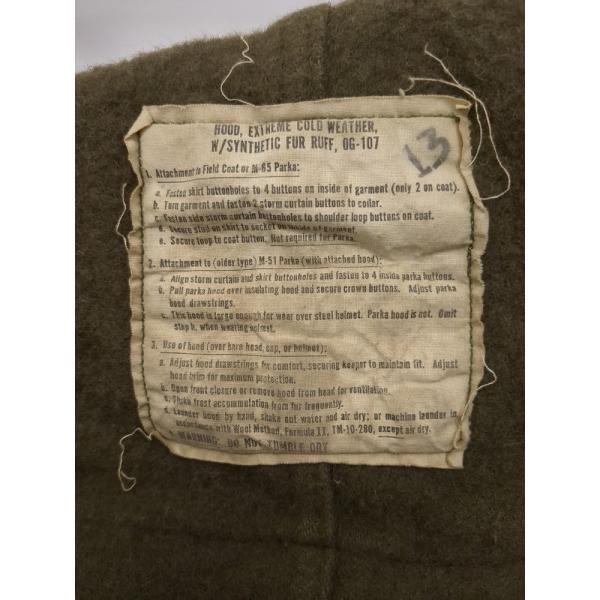 HOOD, EXTREME COLD WEATHER,
W/SYNTHETIC FUR RUFF, OG-107
13
1. Attachment to Field Coat or M-65 Parka:
a. Fasten skirt buttonholes to 4 buttons on inside of garment (only 2 on coat).
b. Turn garment and fasten 2 storm curtain buttons to collar.
c. Fasten side storm curtain buttonholes to shoulder loop buttons on coat.
d. Secure stud on skirt to socket on inside of garment.
e. Secure loop to coat button. Not required for Parka.
2. Attachment to (older type) M-51 Parka (with attached hood):
a. Align storm curtain and skirt buttonholes and fasten to 4 inside parka buttons.
b. Pull parka hood over insulating hood and secure crown buttons. Adjust parka
hood drawstrings.
c. This hood is large enough for wear over steel helmet. Parka hood is not. Omit
step b, when wearing helmet.
3. Use of hood (over bare head, cap, or helmet):
a. Adjust hood drawstrings for comfort, securing keeper to maintain fit. Adjust
hood brim for maximum protection.
b. Open front closure or remove hood from head for ventilation.
c. Shake frost accummulation from fur frequently.
d. Launder hood by hand, shake out water and air dry; or machine launder in
accordance with Wool Method, Formula II, TM-10-280, except air dry.
e. WARNING: DO NOT TUMBLE DRY